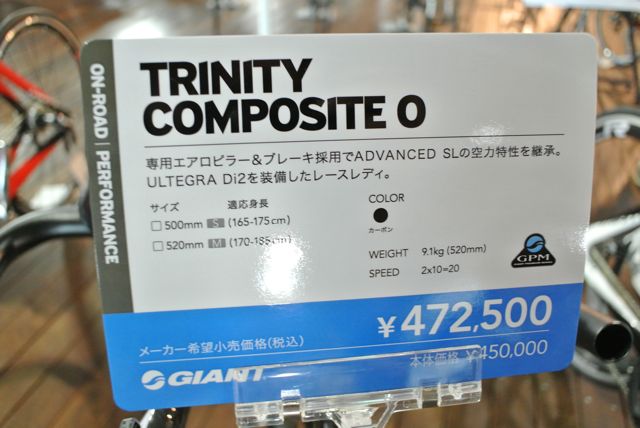 ON-ROAD | PERFORMANCE
TRINITY
COMPOSITE 0
専用エアロピラー&ブレーキ採用でADVANCED SLの空力特性を継承。
ULTEGRA Di2を装備したレースレディ。
サイズ 適応身長
□ 500mm S (165-175cm)
□ 520mm M (170-185cm)
COLOR
カーボン
WEIGHT 9.1kg (520mm)
SPEED 2x10=20
GPM
メーカー希望小売価格(税込) ¥472,500
本体価格 ¥450,000
GIANT